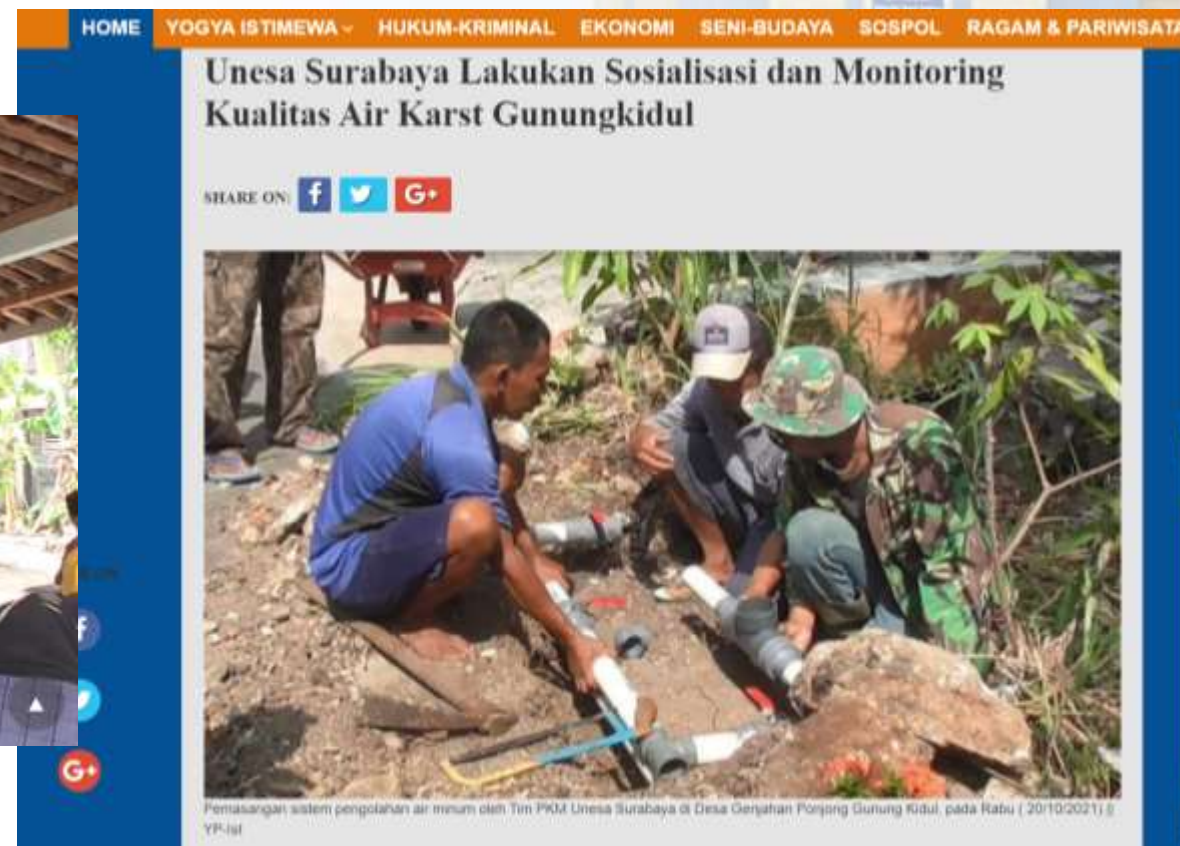 HOME YOGYA ISTIMEWA HUKUM-KRIMINAL EKONOMI SENI-BUDAYA SOSPOL RAGAM & PARIWISATA
Unesa Surabaya Lakukan Sosialisasi dan Monitoring
Kualitas Air Karst Gunungkidul
SHARE ON: f G+
f
G+
Pemasangan sistem pengolahan air minum oleh Tim PKM Unesa Surabaya di Desa Genjahan Ponjong Gunung Kidul, pada Rabu ( 20/10/2021) ||
YP-Ist